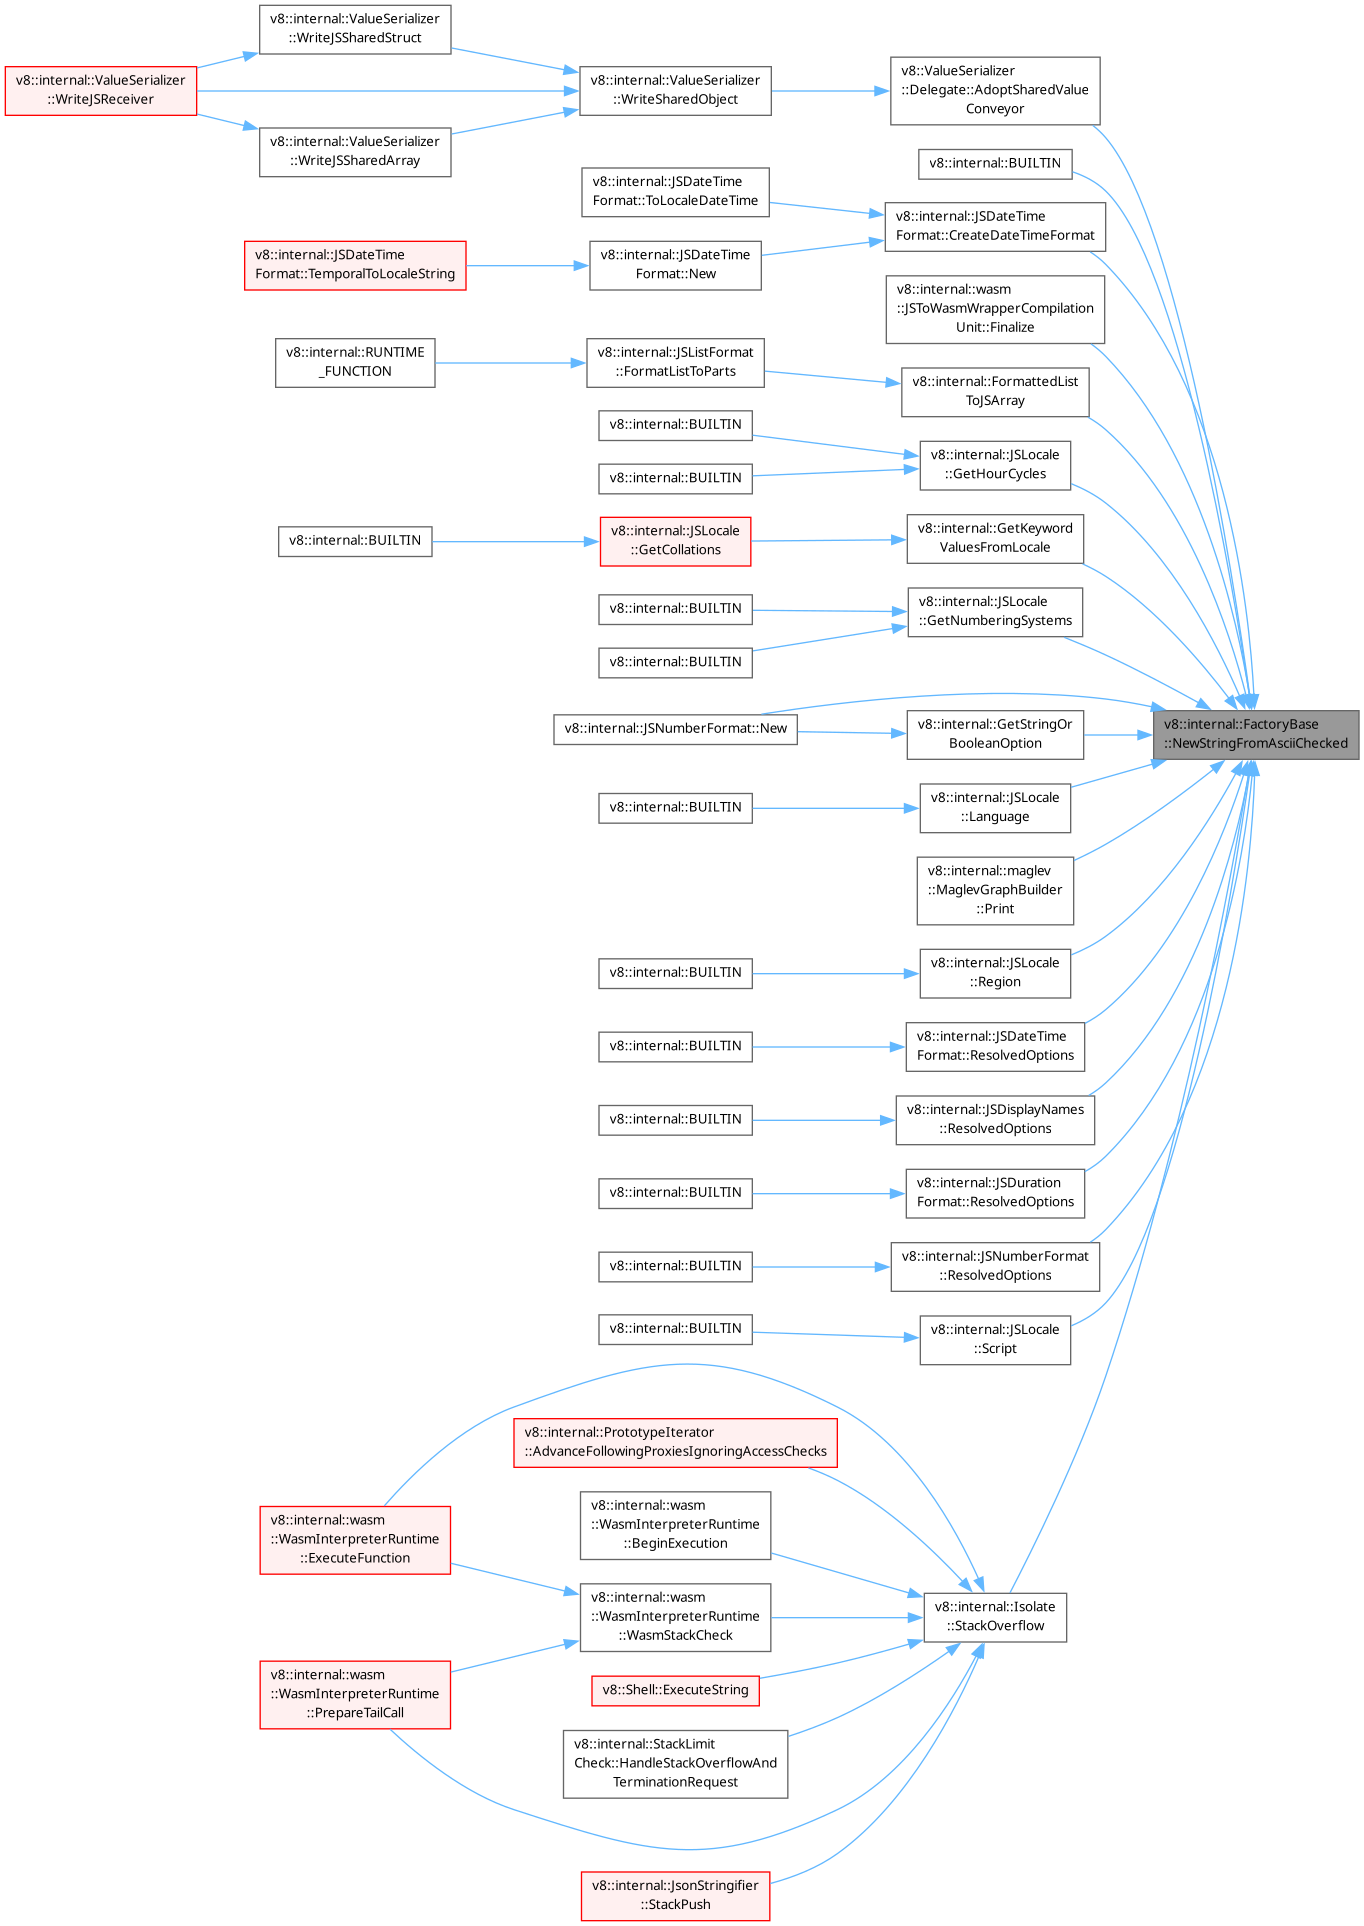 v8::internal::ValueSerializer
::WriteJSSharedStruct
v8::internal::ValueSerializer
::WriteJSReceiver
v8::internal::ValueSerializer
::WriteSharedObject
v8::ValueSerializer
::Delegate::AdoptSharedValue
Conveyor
v8::internal::ValueSerializer
::WriteJSSharedArray
v8::internal::BUILTIN
v8::internal::JSDateTime
Format::ToLocaleDateTime
v8::internal::JSDateTime
Format::CreateDateTimeFormat
v8::internal::JSDateTime
Format::TemporalToLocaleString
v8::internal::JSDateTime
Format::New
v8::internal::wasm
::JSToWasmWrapperCompilation
Unit::Finalize
v8::internal::RUNTIME
_FUNCTION
v8::internal::JSListFormat
::FormatListToParts
v8::internal::FormattedList
ToJSArray
v8::internal::BUILTIN
v8::internal::BUILTIN
v8::internal::JSLocale
::GetHourCycles
v8::internal::BUILTIN
v8::internal::JSLocale
::GetCollations
v8::internal::GetKeyword
ValuesFromLocale
v8::internal::BUILTIN
v8::internal::BUILTIN
v8::internal::JSLocale
::GetNumberingSystems
v8::internal::JSNumberFormat::New
v8::internal::GetStringOr
BooleanOption
v8::internal::FactoryBase
::NewStringFromAsciiChecked
v8::internal::BUILTIN
v8::internal::JSLocale
::Language
v8::internal::maglev
::MaglevGraphBuilder
::Print
v8::internal::BUILTIN
v8::internal::JSLocale
::Region
v8::internal::BUILTIN
v8::internal::JSDateTime
Format::ResolvedOptions
v8::internal::BUILTIN
v8::internal::JSDisplayNames
::ResolvedOptions
v8::internal::BUILTIN
v8::internal::JSDuration
Format::ResolvedOptions
v8::internal::BUILTIN
v8::internal::JSNumberFormat
::ResolvedOptions
v8::internal::BUILTIN
v8::internal::JSLocale
::Script
v8::internal::PrototypeIterator
::AdvanceFollowingProxiesIgnoringAccessChecks
v8::internal::wasm
::WasmInterpreterRuntime
::ExecuteFunction
v8::internal::wasm
::WasmInterpreterRuntime
::BeginExecution
v8::internal::wasm
::WasmInterpreterRuntime
::WasmStackCheck
v8::internal::Isolate
::StackOverflow
v8::internal::wasm
::WasmInterpreterRuntime
::PrepareTailCall
v8::Shell::ExecuteString
v8::internal::StackLimit
Check::HandleStackOverflowAnd
TerminationRequest
v8::internal::JsonStringifier
::StackPush